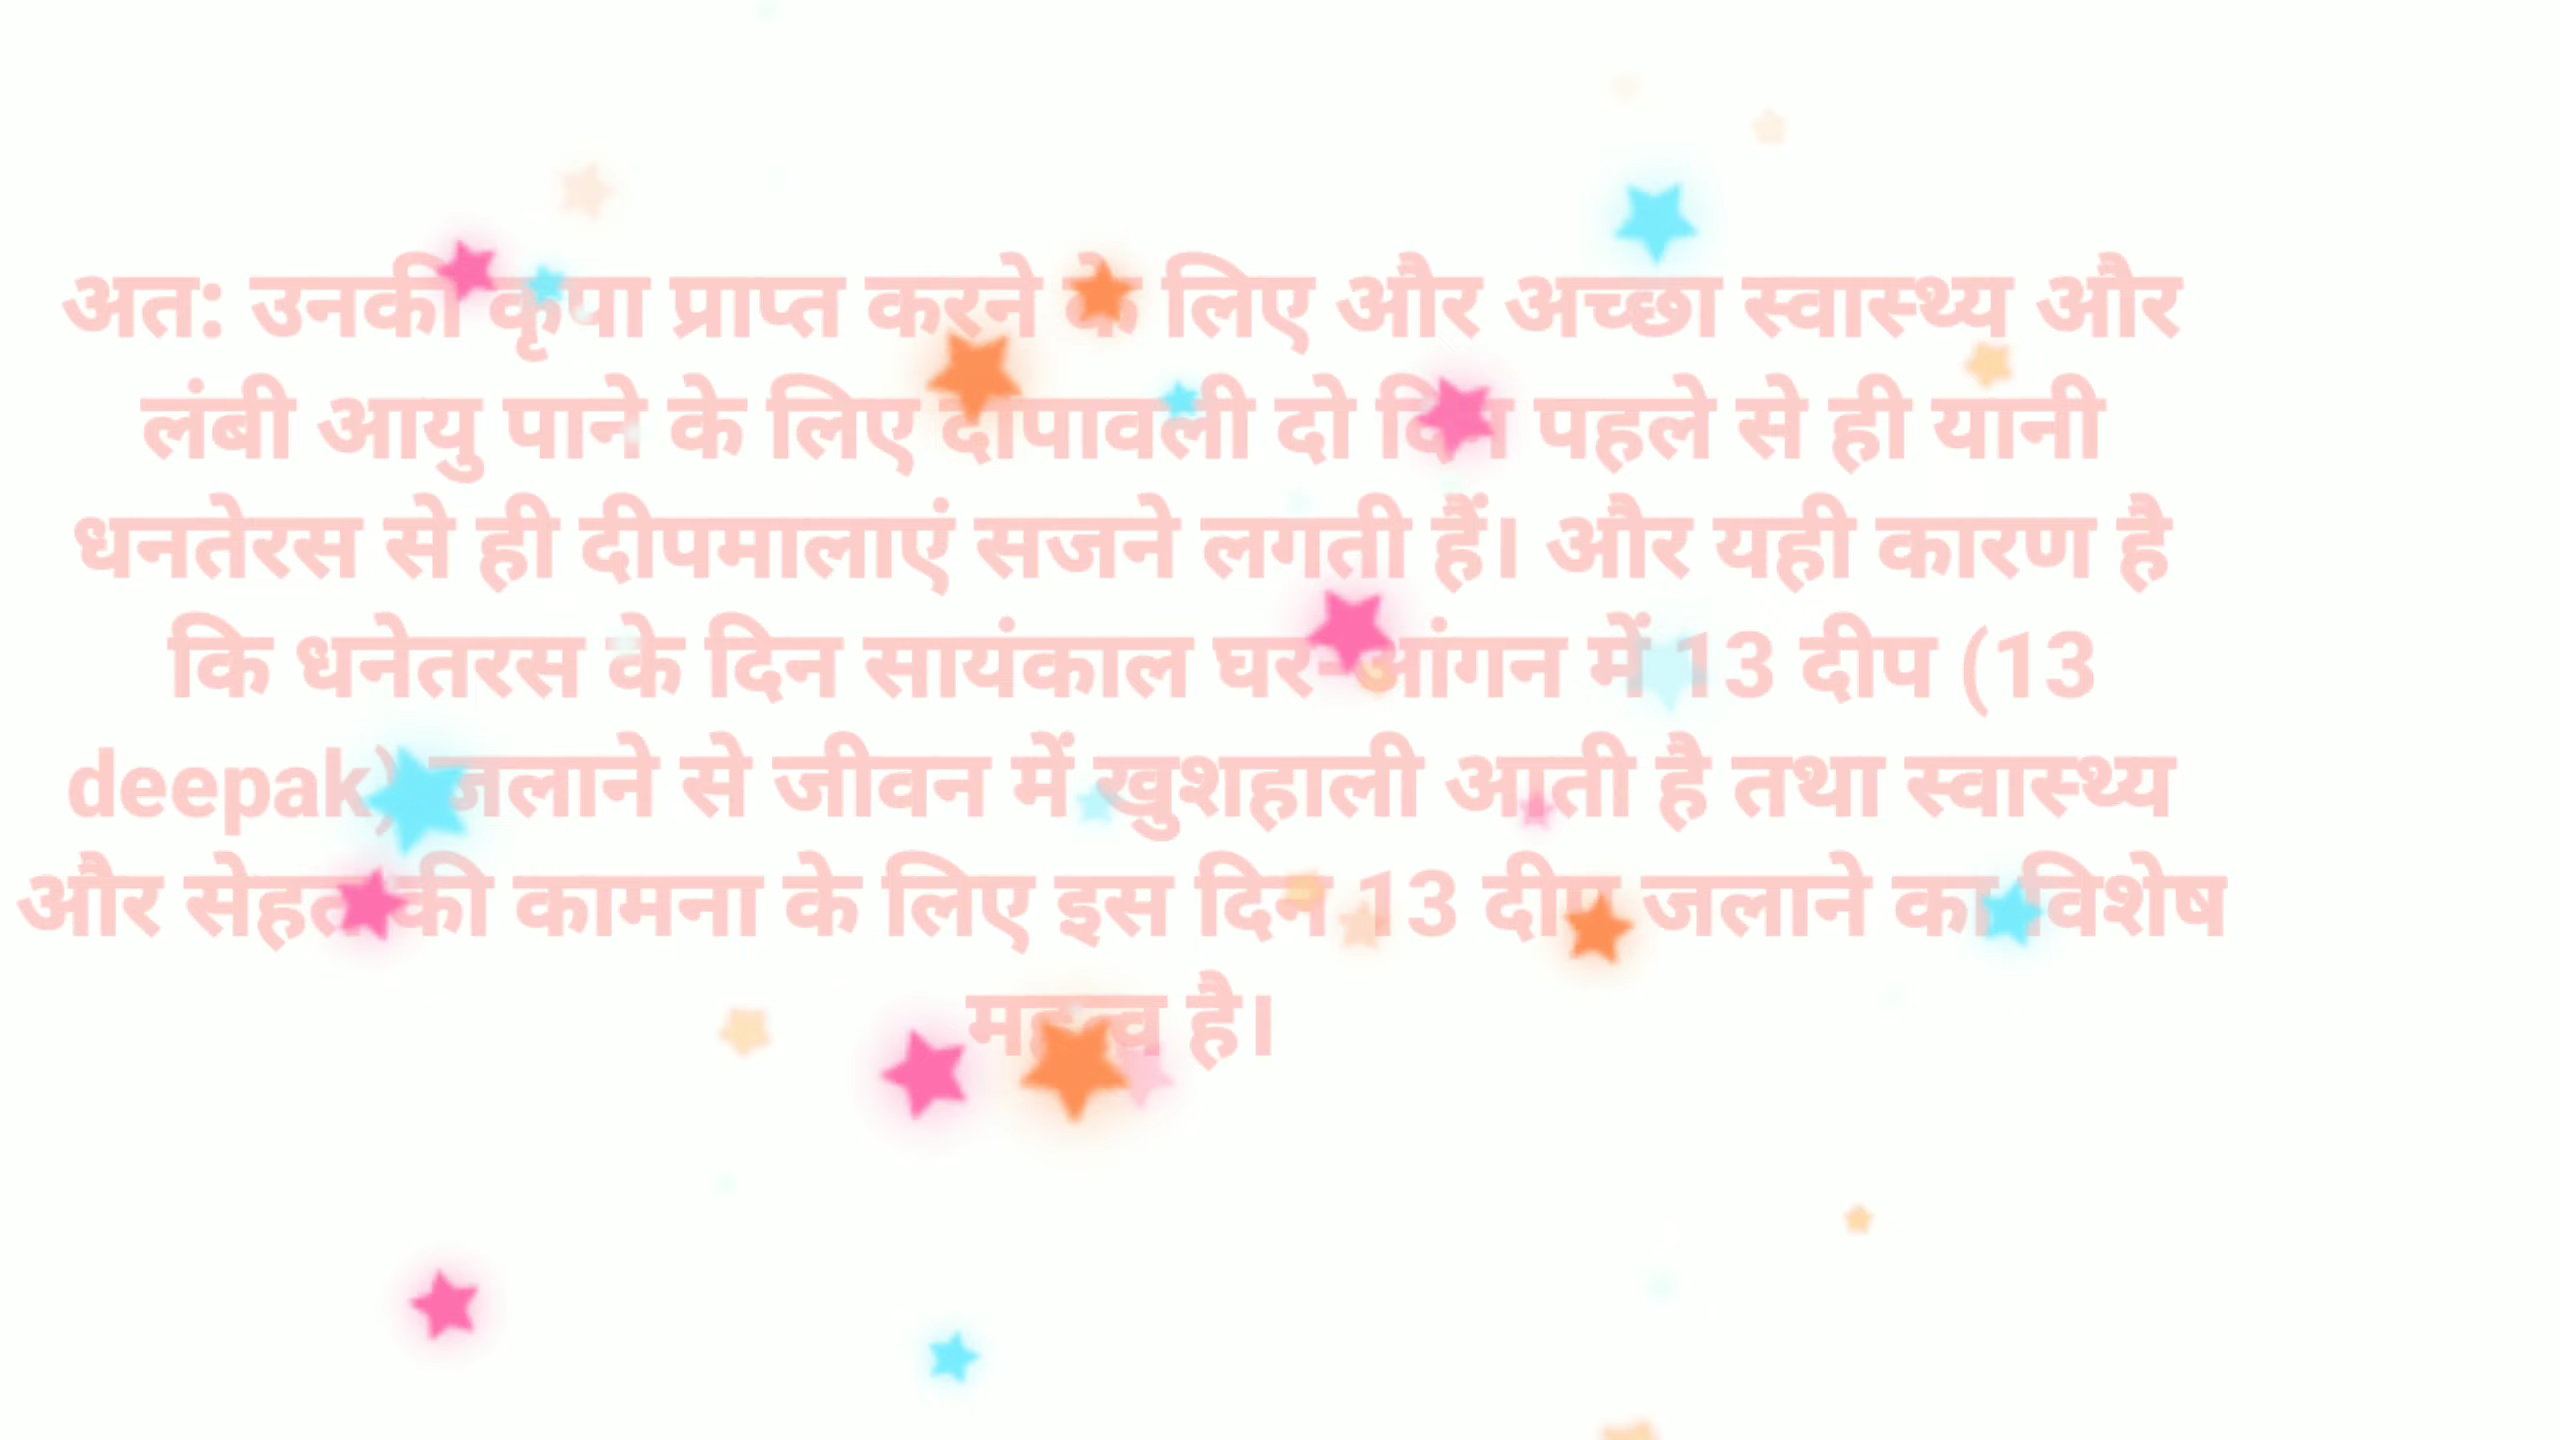 अत: उनकी कृपा प्राप्त करने के लिए और अच्छा स्वास्थ्य और
लंबी आयु पाने के लिए दीपावली दो दिन पहले से ही यानी
धनतेरस से ही दीपमालाएं सजने लगती हैं। और यही कारण है
कि धनेतरस के दिन सायंकाल घर-आंगन में 13 दीप (13
deepak) जलाने से जीवन में खुशहाली आती है तथा स्वास्थ्य
और सेहत की कामना के लिए इस दिन 13 दीप जलाने का विशेष
है।